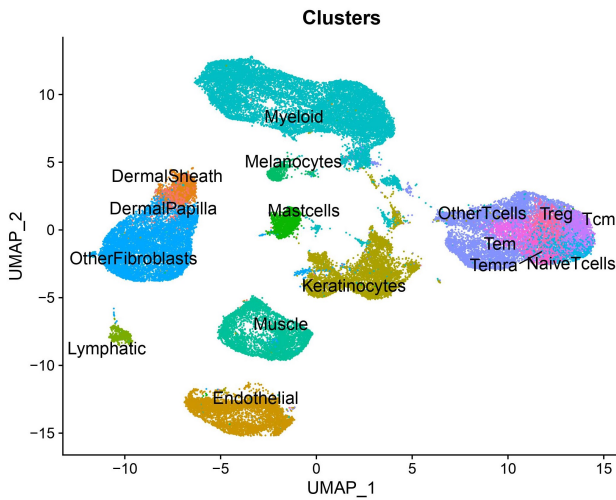 Clusters
Myeloid
Melanocytes
DermalSheath
DermalPapilla
Mastcells
OtherTcells
Treg
Tcm
Tem
Temra
NaiveTcells
OtherFibroblasts
Keratinocytes
Muscle
Lymphatic
Endothelial
10
5
0
−5
−10
−15
UMAP_2
−10
−5
0
5
10
15
UMAP_1